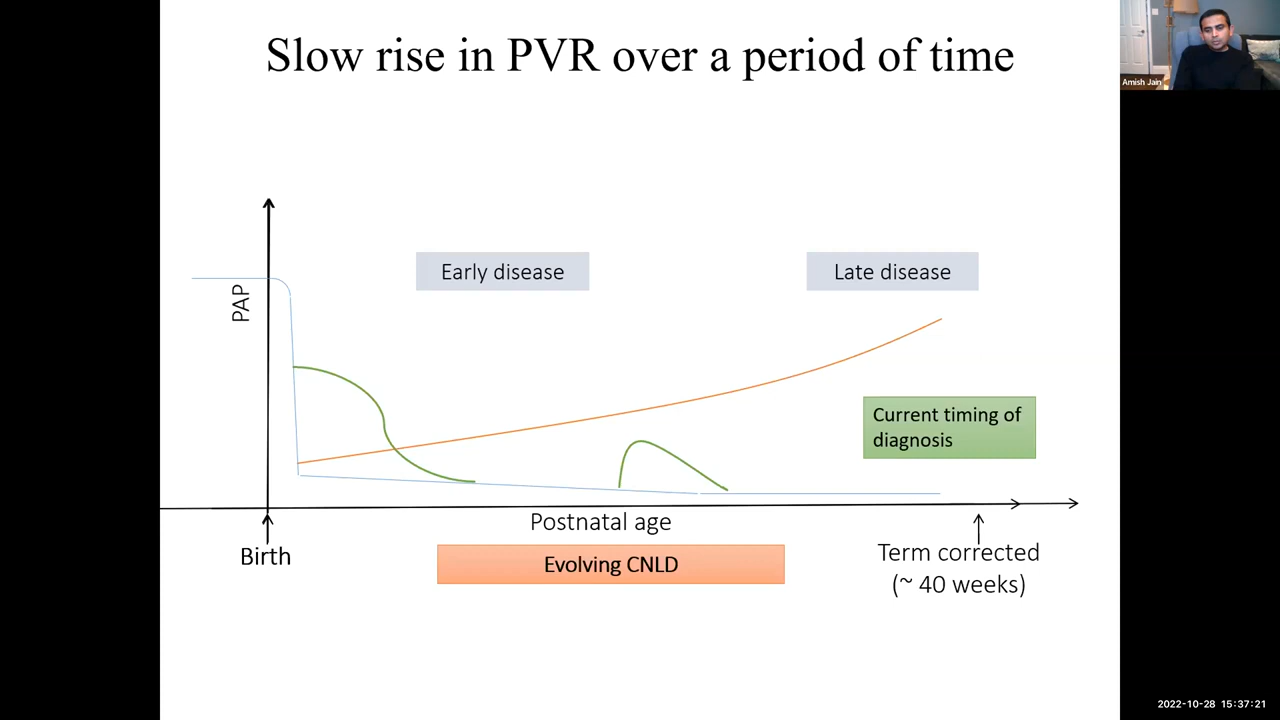 Slow rise in PVR over a period of time
Amish Jain
Early disease
Late disease
PAP
Current timing of
diagnosis
Postnatal age
Birth
Evolving CNLD
Term corrected
(~ 40 weeks)
2022-10-28 15:37:21